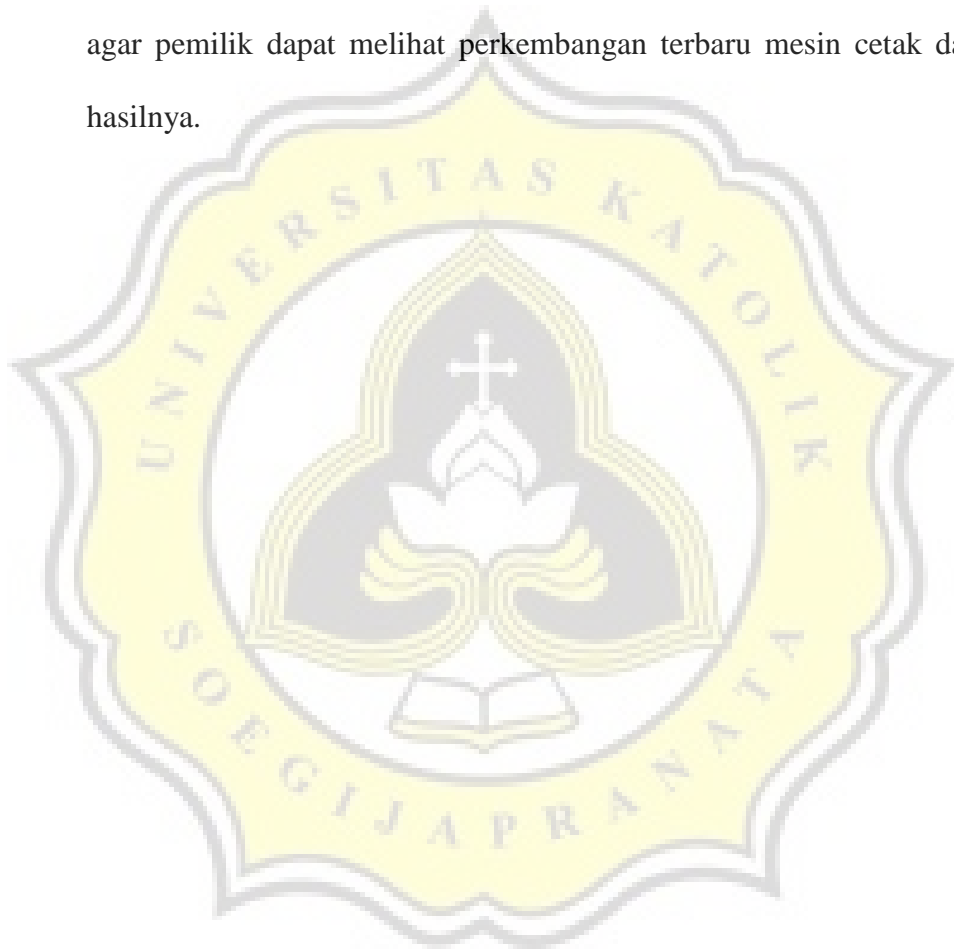 agar pemilik dapat melihat perkembangan terbaru mesin cetak da
hasilnya.
UNIVERSITAS KATOLIK
SOEGIJAPRANATA